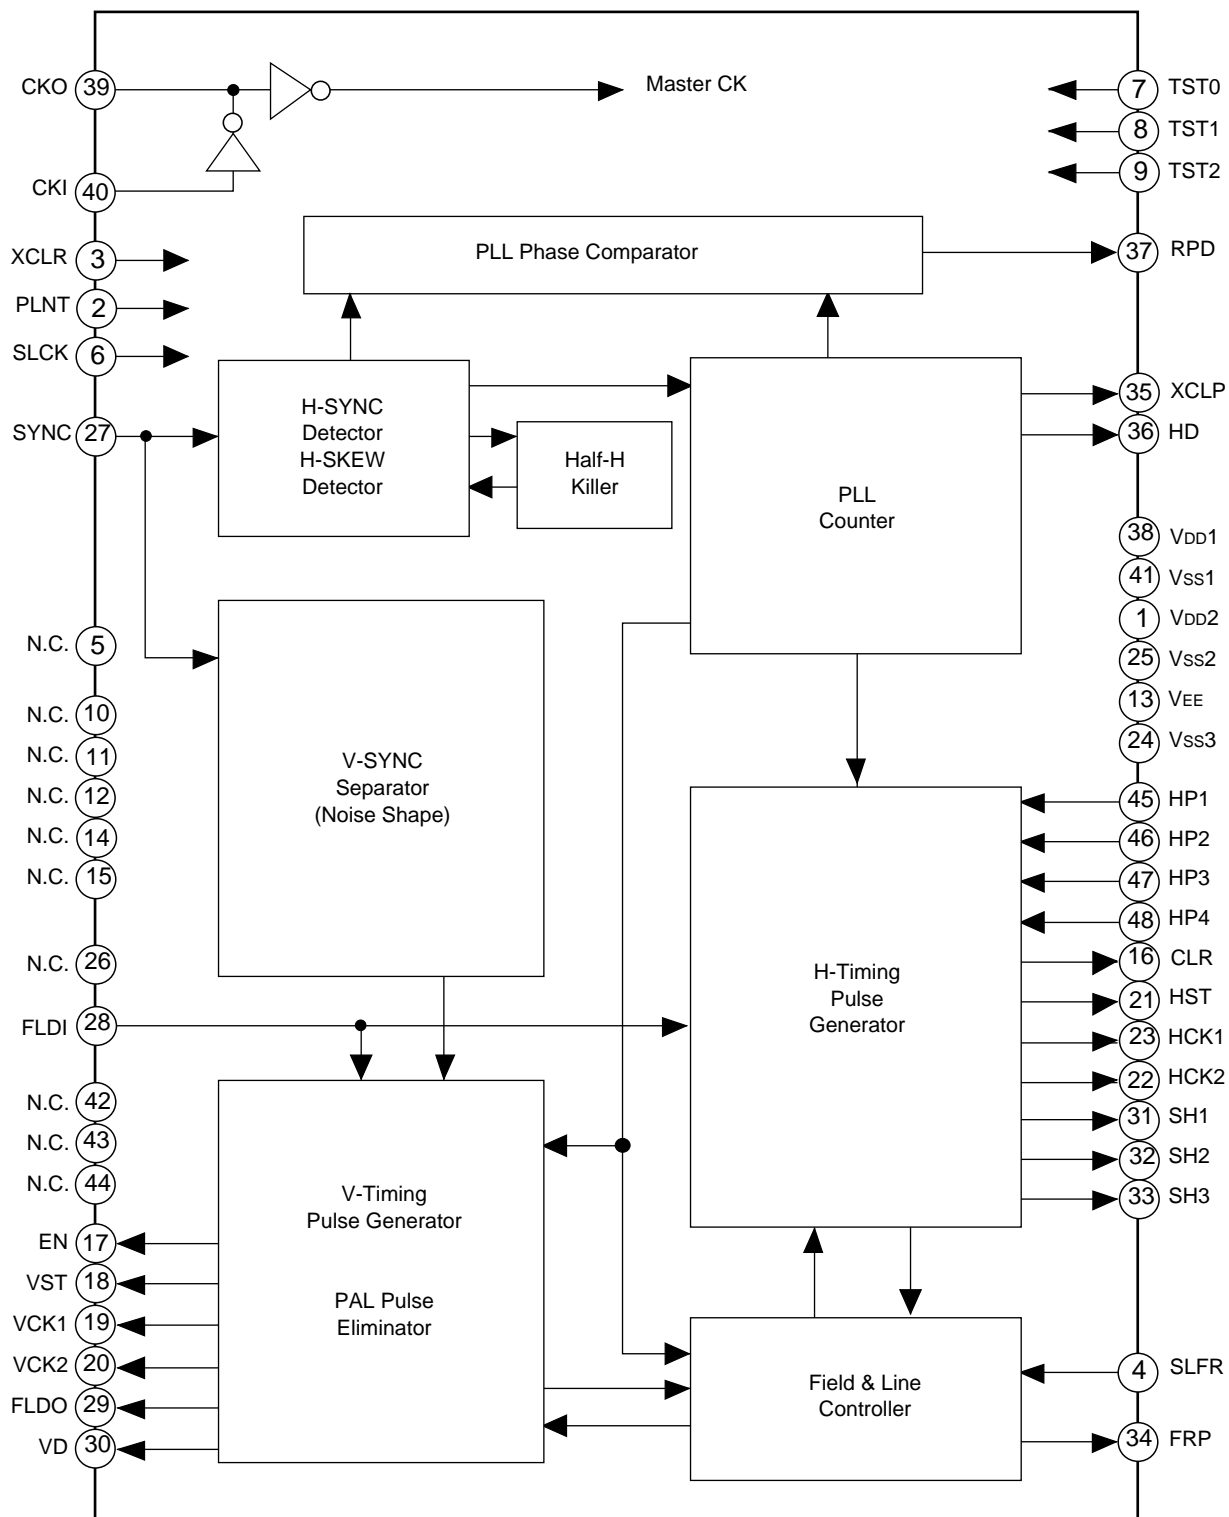 CKO 39
Master CK
7 TST0
8 TST1
CKI 40
9 TST2
XCLR 3
PLL Phase Comparator
37 RPD
PLNT 2
SLCK 6
35 XCLP
SYNC 27
H-SYNC
Detector
H-SKEW
Detector
36 HD
Half-H
Killer
PLL
Counter
38 VDD1
41 VSS1
1 VDD2
N.C. 5
25 VSS2
13 VEE
N.C. 10
24 VSS3
N.C. 11
V-SYNC
Separator
(Noise Shape)
N.C. 12
45 HP1
N.C. 14
46 HP2
N.C. 15
47 HP3
48 HP4
N.C. 26
16 CLR
H-Timing
Pulse
Generator
21 HST
FLDI 28
23 HCK1
22 HCK2
N.C. 42
31 SH1
N.C. 43
32 SH2
N.C. 44
33 SH3
V-Timing
Pulse Generator
EN 17
VST 18
PAL Pulse
Eliminator
VCK1 19
VCK2 20
Field & Line
Controller
4 SLFR
FLDO 29
34 FRP
VD 30